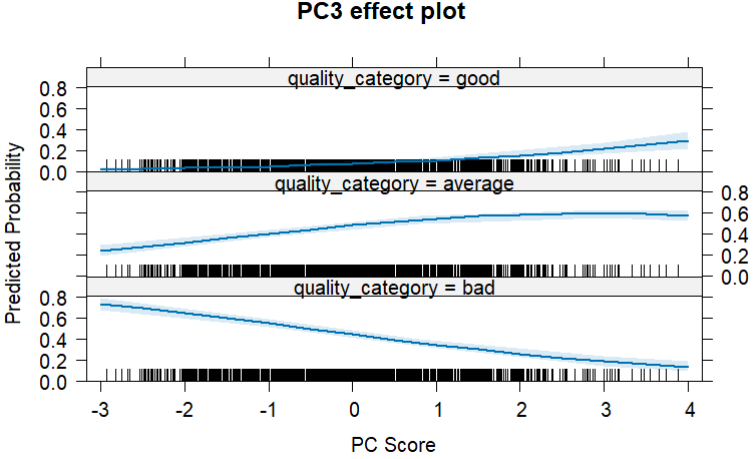 PC3 effect plot
quality_category = good
0.8
0.6
0.4
0.2
0.0
quality_category = average
0.8
0.6
0.4
0.2
0.0
quality_category = bad
0.8
0.6
0.4
0.2
0.0
-3 -2 -1 0 1 2 3 4
PC Score
Predicted Probability